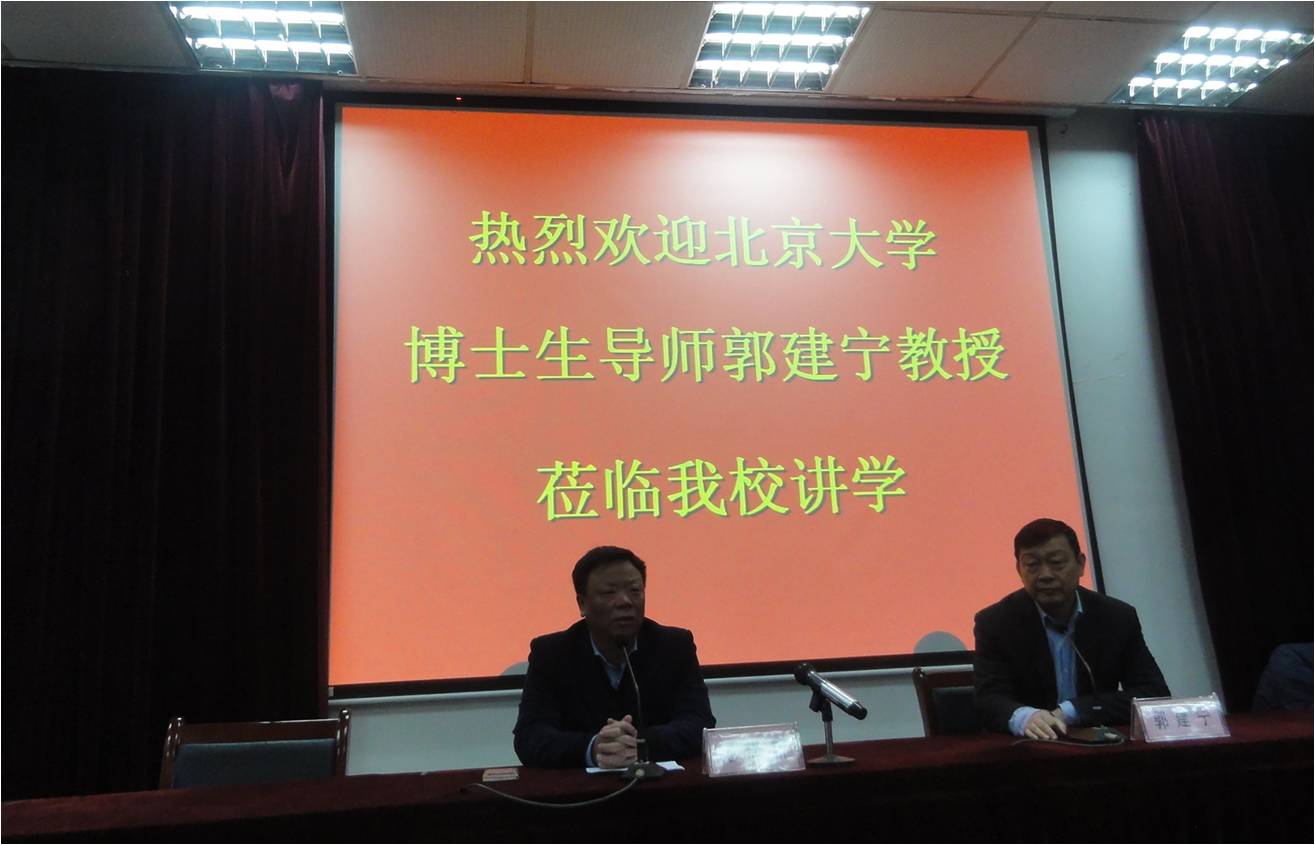 热烈欢迎北京大学
博士生导师郭建宁教授
莅临我校讲学
郭建宁